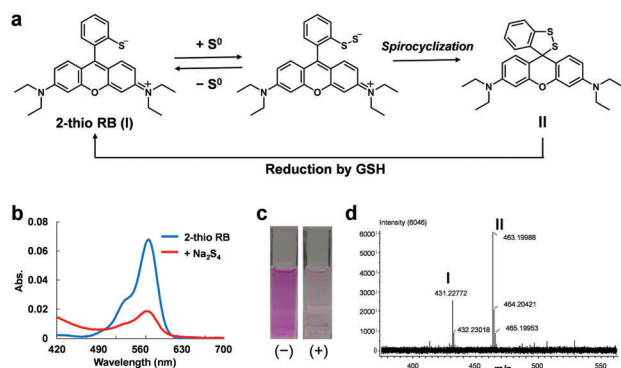 a
+ S⁰
− S⁰
Spirocyclization
S⁻
S
S⁻
S
S
N
O
N⁺
N
O
N⁺
N
O
N
2-thio RB (I)
II
Reduction by GSH
b
0.08
0.06
0.04
0.02
0
Abs.
420
490
560
630
700
Wavelength (nm)
2-thio RB
+ Na₂S₄
c
(−)
(+)
d
Intensity (6046)
6000
5000
4000
3000
2000
1000
0
I
431.22772
432.23018
II
463.19988
464.20421
465.19953
400
450
500
550